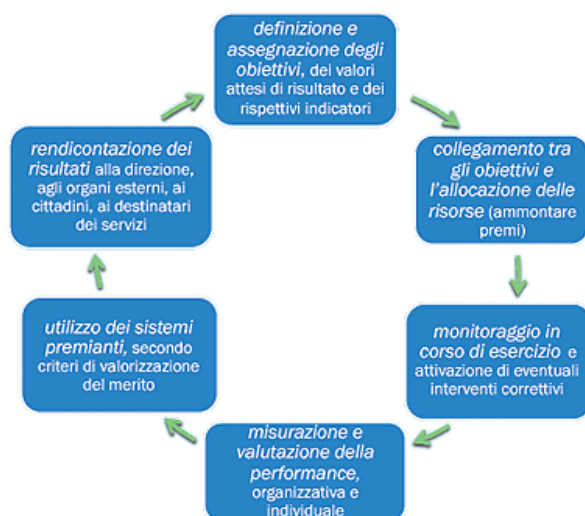 definizione e
assegnazione degli
obiettivi, dei valori
attesi di risultato e dei
rispettivi indicatori
collegamento tra
gli obiettivi e
l'allocazione delle
risorse (ammontare
premi)
monitoraggio in
corso di esercizio e
attivazione di eventuali
interventi correttivi
misurazione e
valutazione della
performance,
organizzativa e
individuale
utilizzo dei sistemi
premianti, secondo
criteri di valorizzazione
del merito
rendicontazione dei
risultati alla direzione,
agli organi esterni, ai
cittadini, ai destinatari
dei servizi